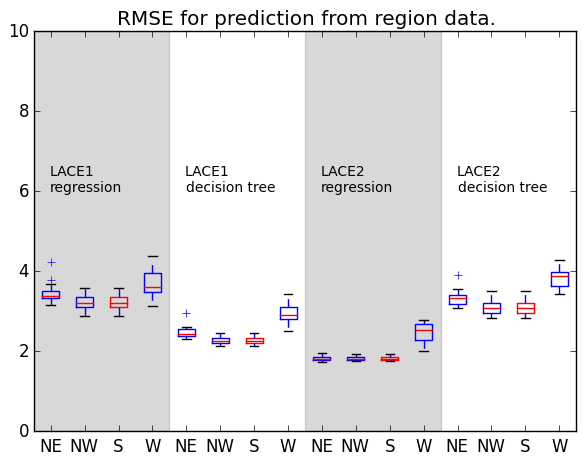 RMSE for prediction from region data.
10
8
6
4
2
0
LACE1
regression
LACE1
decision tree
LACE2
regression
LACE2
decision tree
NE NW S W NE NW S W NE NW S W NE NW S W